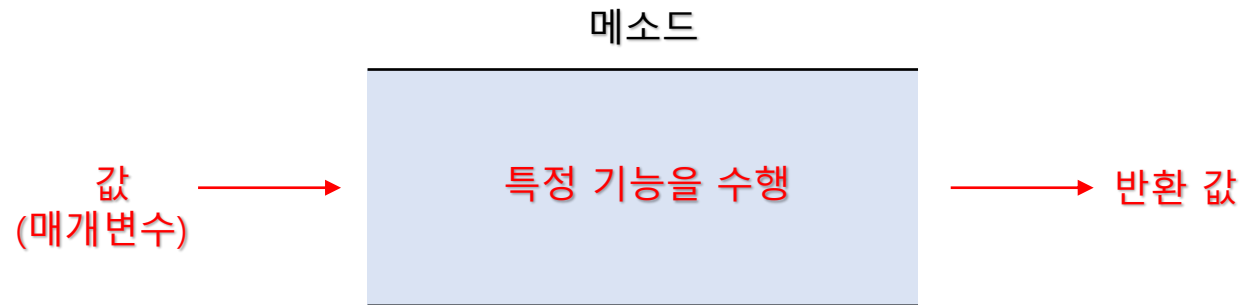 메소드
값
(매개변수)
특정 기능을 수행
반환 값